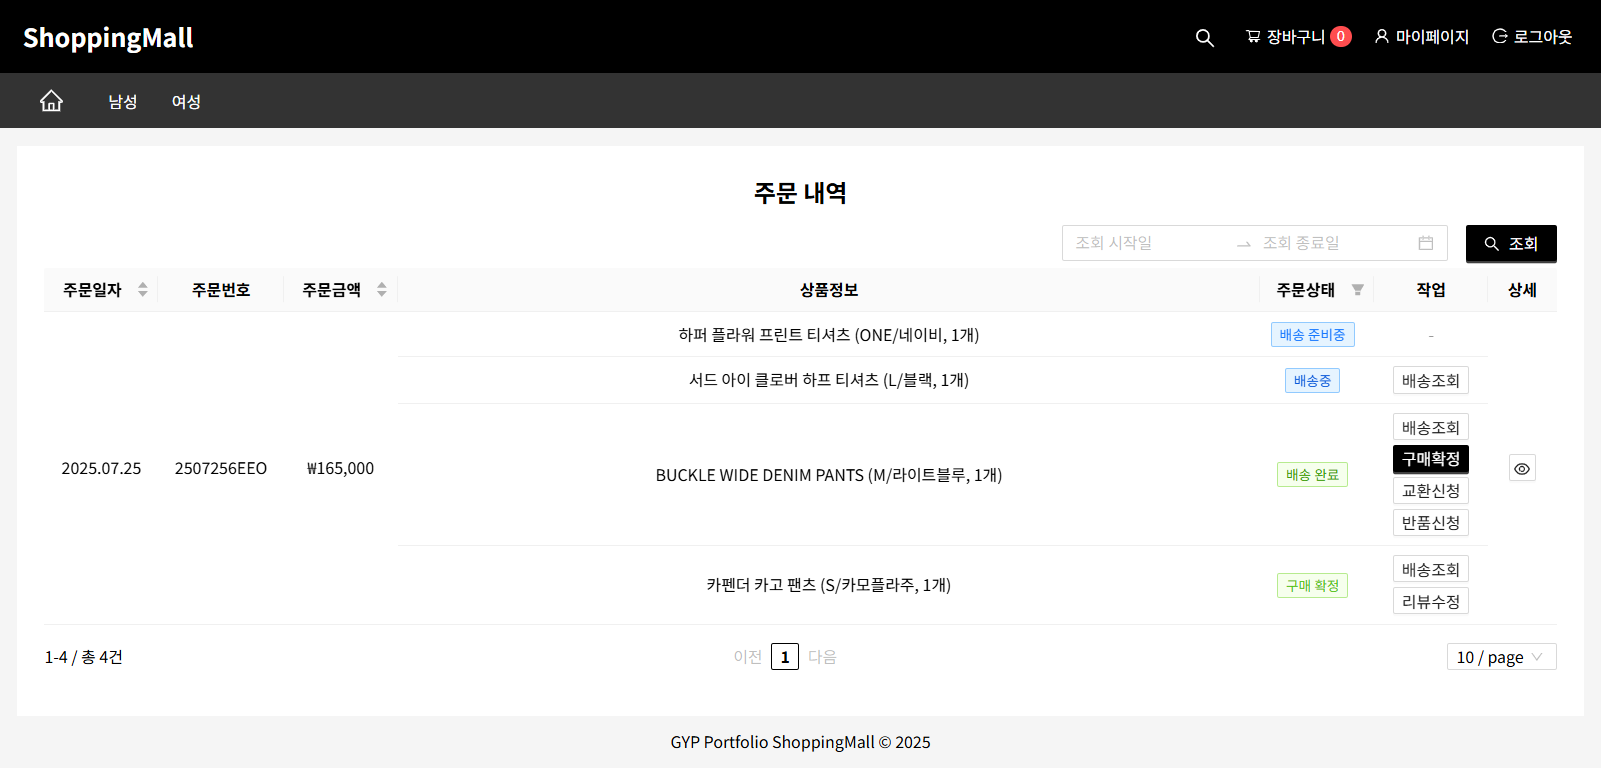 ShoppingMall
장바구니 0 마이페이지 로그아웃
남성 여성
주문 내역
조회 시작일 조회 종료일 조회
주문일자 주문번호 주문금액 상품정보 주문상태 작업 상세
하퍼 플라워 프린트 티셔츠 (ONE/네이비, 1개) 배송 준비중 -
서드 아이 클로버 하프 티셔츠 (L/블랙, 1개) 배송중 배송조회
2025.07.25 2507256EEO ₩165,000
BUCKLE WIDE DENIM PANTS (M/라이트블루, 1개) 배송 완료
배송조회
구매확정
교환신청
반품신청
카펜더 카고 팬츠 (S/카모플라주, 1개) 구매 확정
배송조회
리뷰수정
1-4 / 총 4건 이전 1 다음 10 / page
GYP Portfolio ShoppingMall © 2025